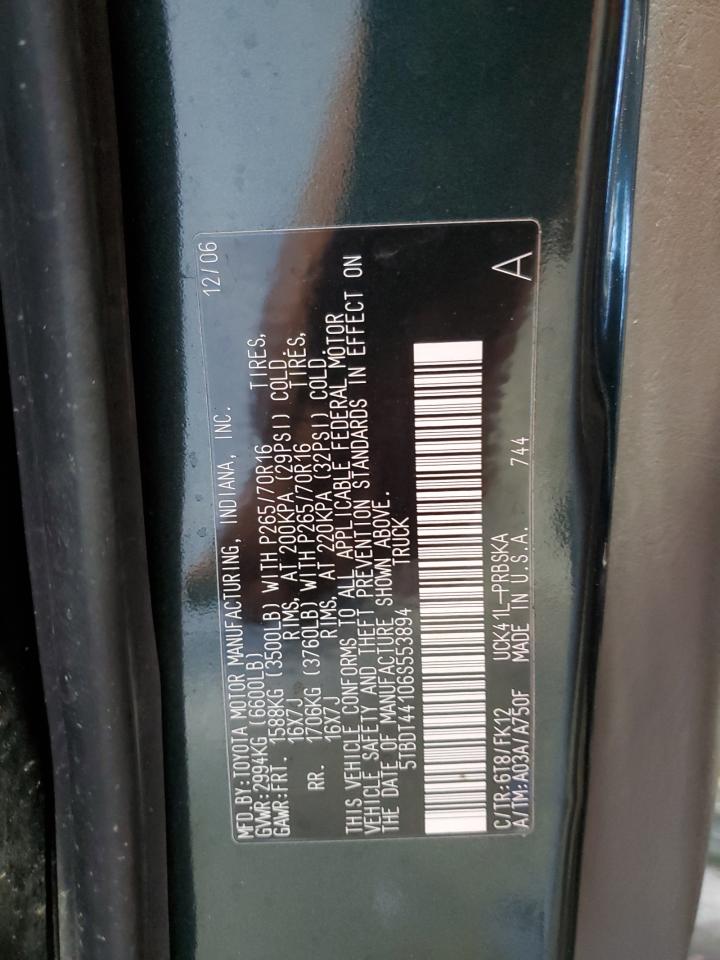 MFD.BY:TOYOTA MOTOR MANUFACTURING, INDIANA, INC. 12/06
GVWR:2994KG (6600LB)
GAWR:FRT. 1588KG (3500LB) WITH P265/70R16 TIRES,
16X7J RIMS, AT 200KPA (29PSI) COLD.
RR. 1706KG (3760LB) WITH P265/70R16 TIRES,
16X7J RIMS, AT 220KPA (32PSI) COLD.
THIS VEHICLE CONFORMS TO ALL APPLICABLE FEDERAL MOTOR
VEHICLE SAFETY AND THEFT PREVENTION STANDARDS IN EFFECT ON
THE DATE OF MANUFACTURE SHOWN ABOVE.
5TBDT44106S553894 TRUCK
C/TR:6T8/FK12 UCK41L-PRBSKA
A/TM:A03A/A750F MADE IN U.S.A. 744 A